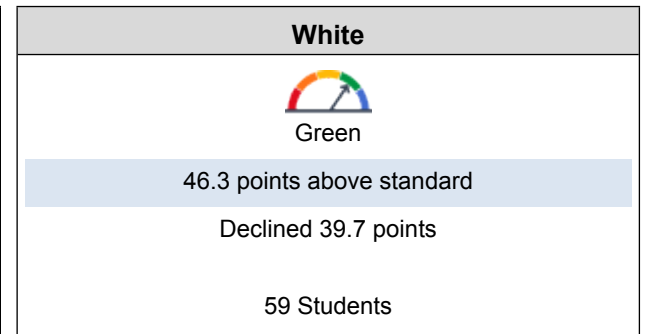 White
Green
46.3 points above standard
Declined 39.7 points
59 Students